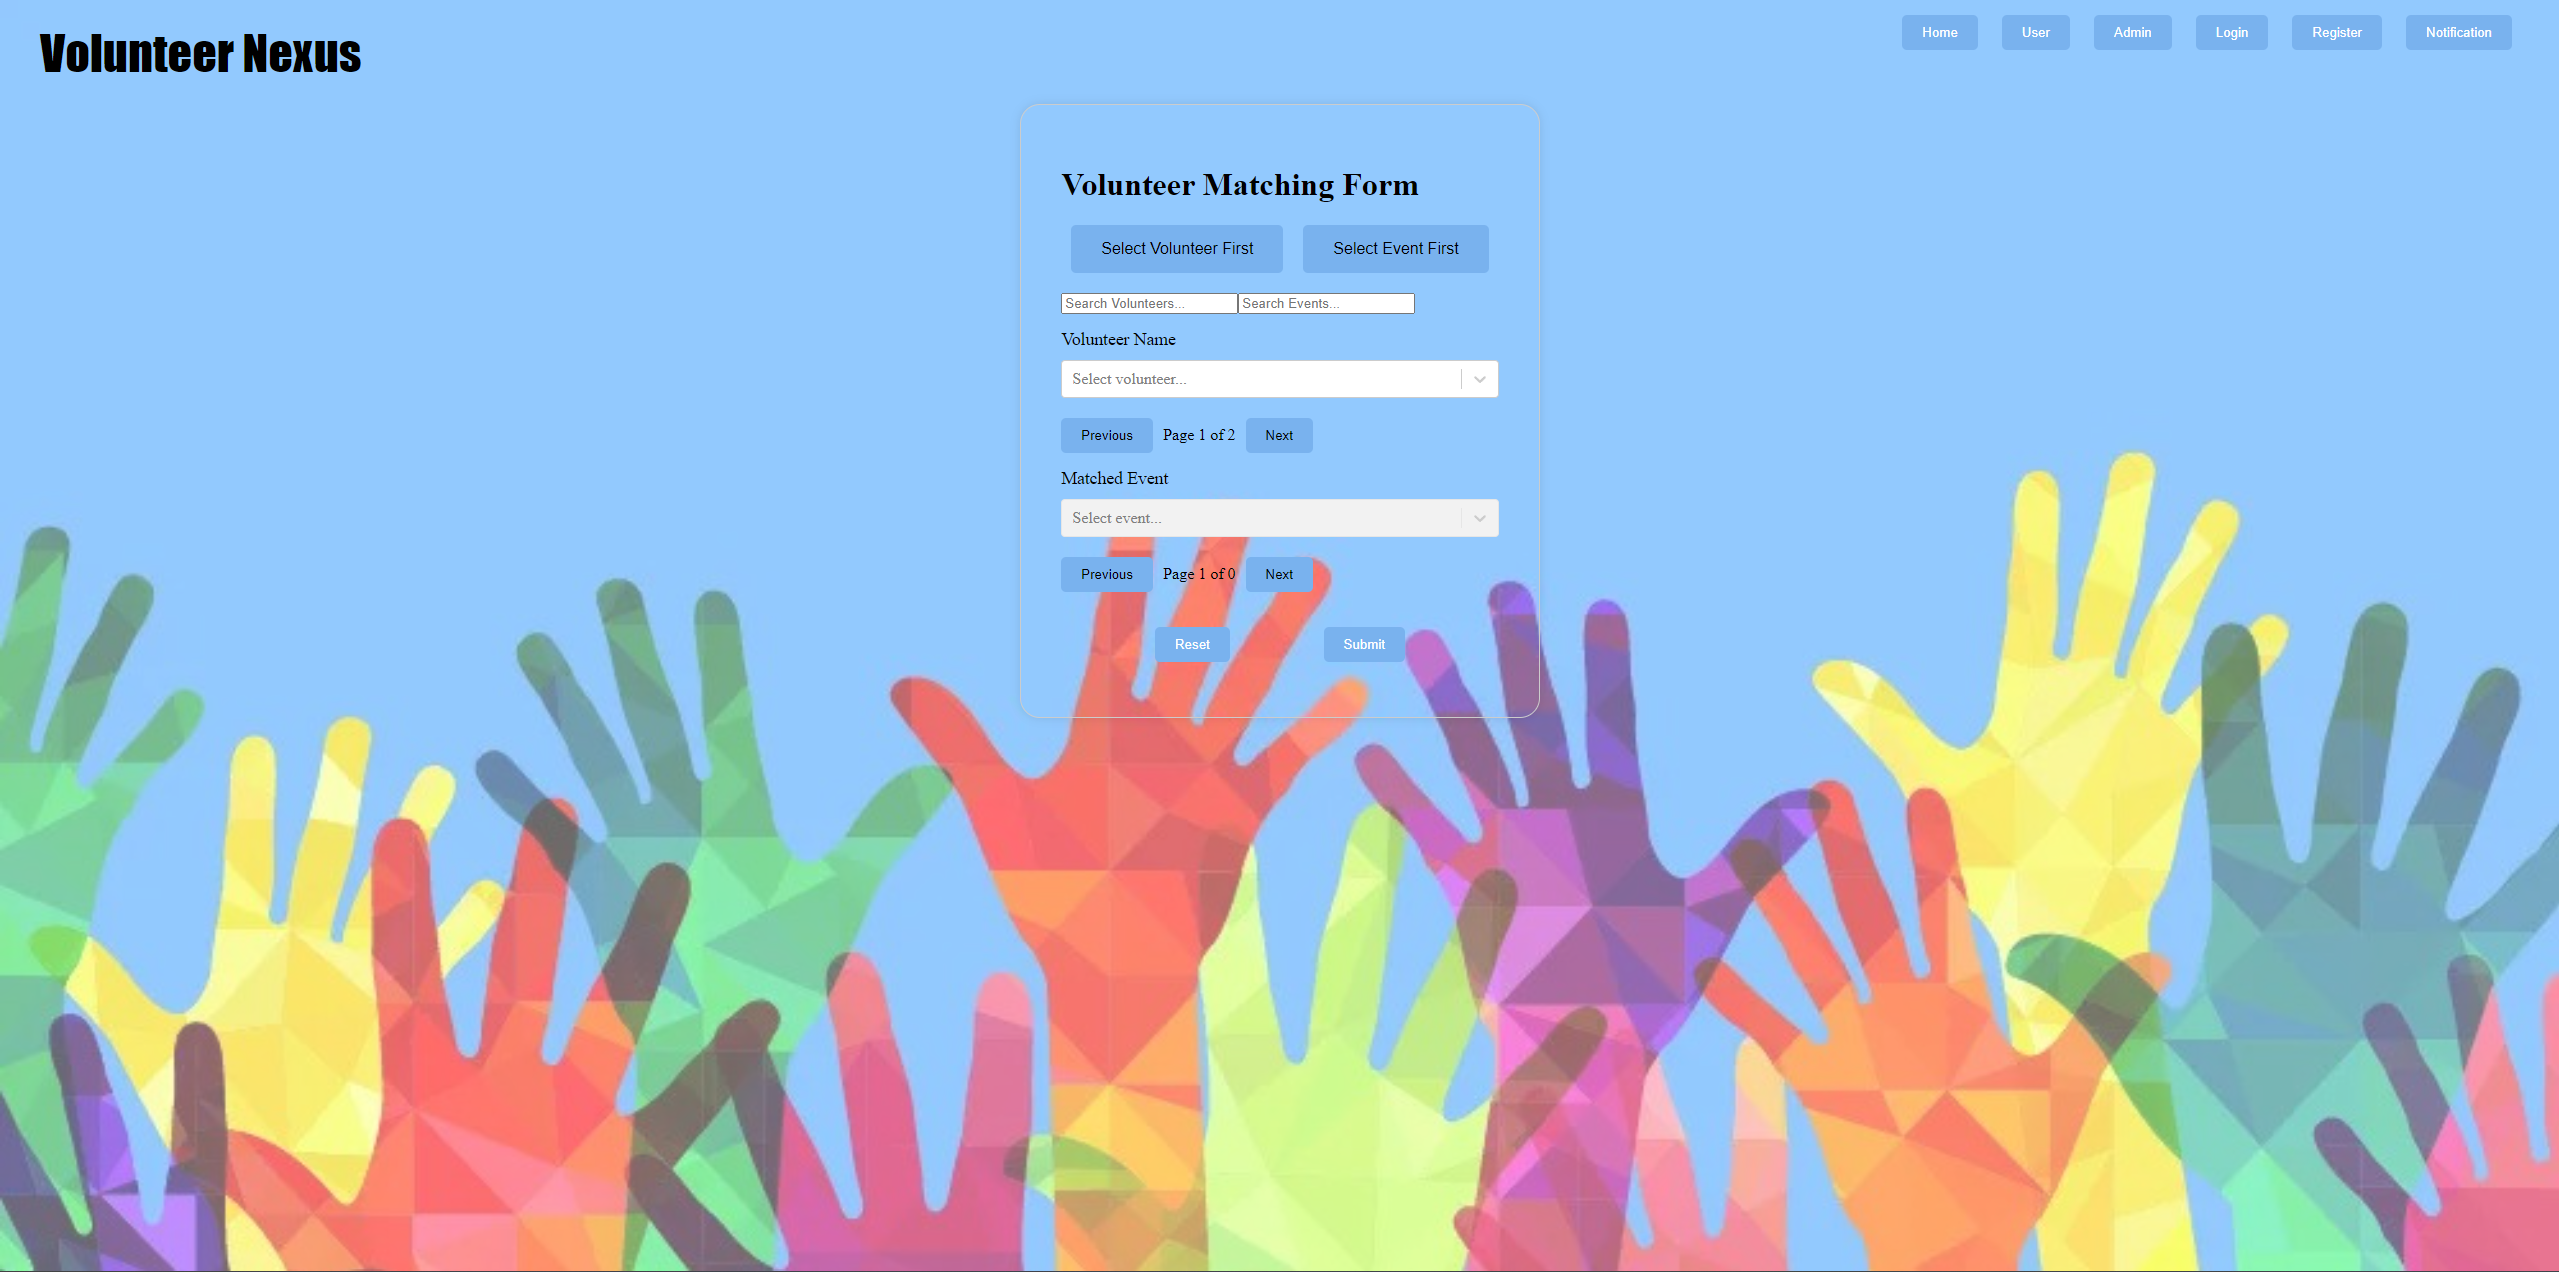 Volunteer Nexus
Home User Admin Login Register Notification
Volunteer Matching Form
Select Volunteer First Select Event First
Search Volunteers... Search Events...
Volunteer Name
Select volunteer...
Previous Page 1 of 2 Next
Matched Event
Select event...
Previous Page 1 of 0 Next
Reset Submit